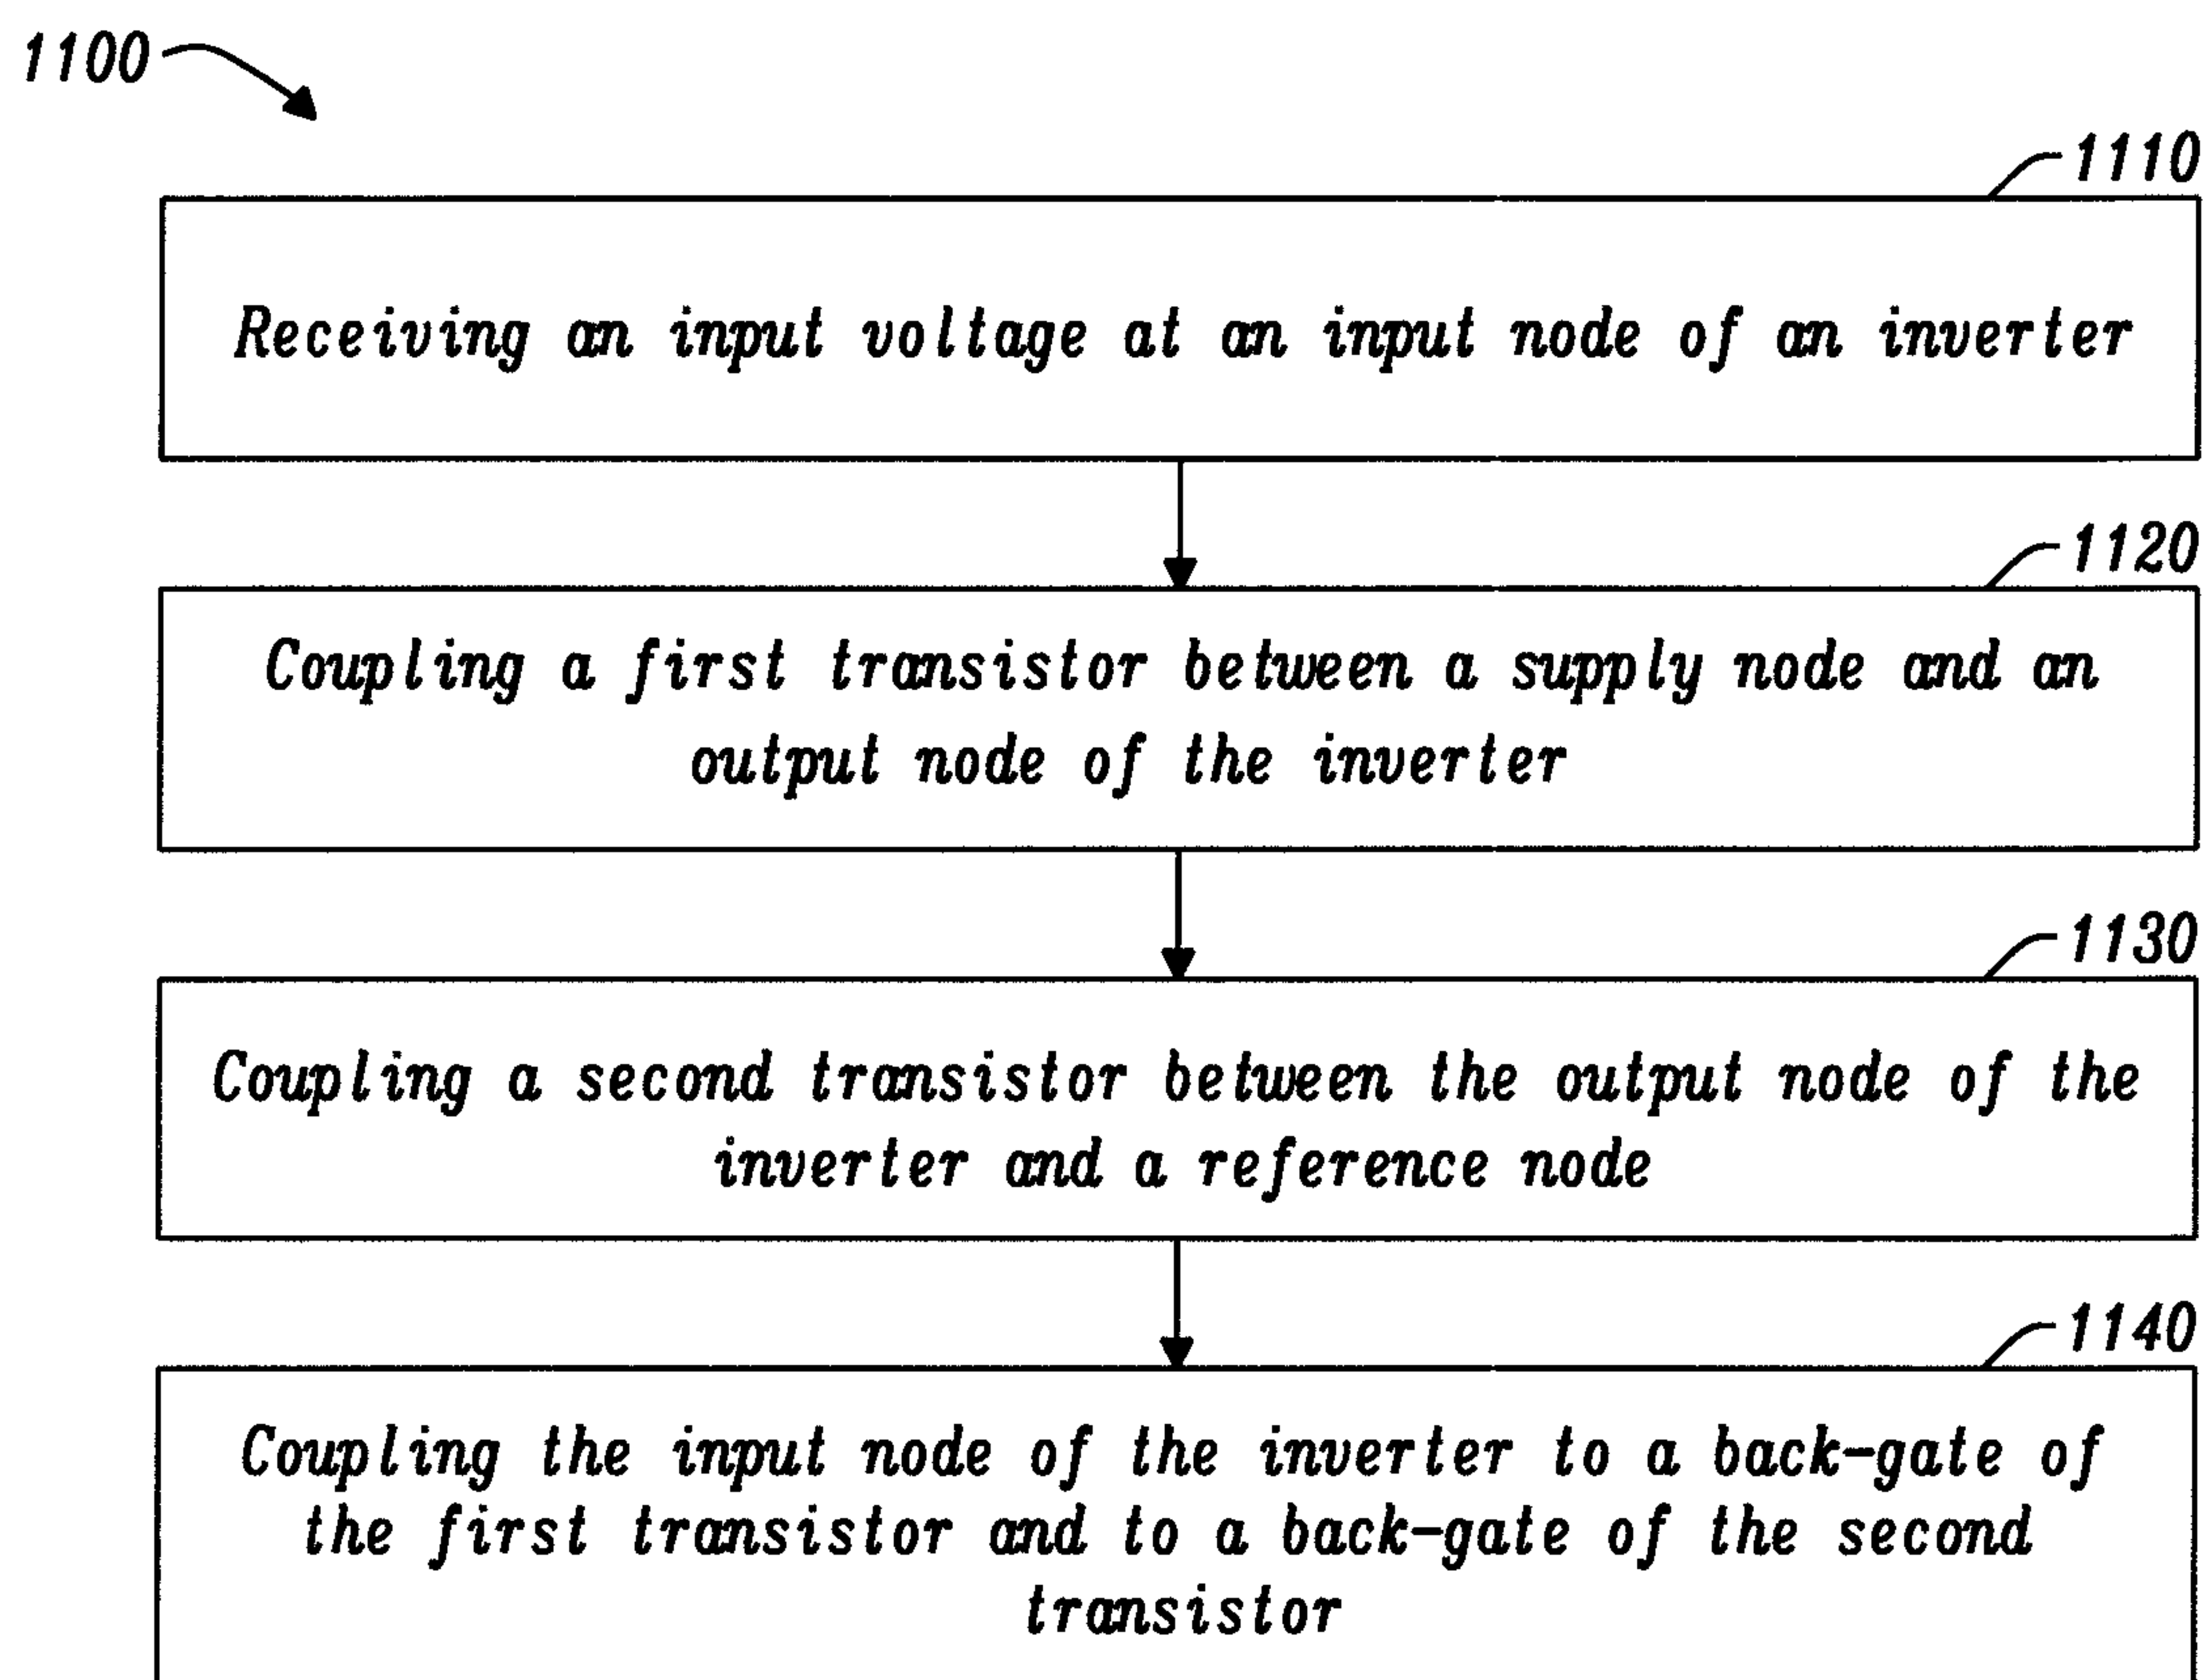 1100
1110
Receiving an input voltage at an input node of an inverter
1120
Coupling a first transistor between a supply node and an
output node of the inverter
1130
Coupling a second transistor between the output node of the
inverter and a reference node
1140
Coupling the input node of the inverter to a back-gate of
the first transistor and to a back-gate of the second
transistor